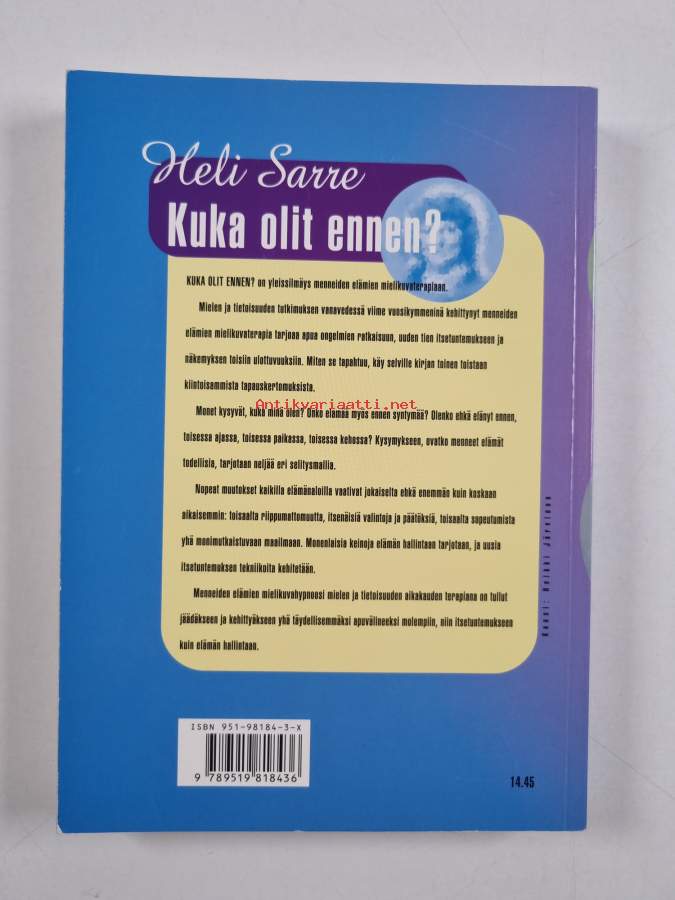 Heli Sarre
Kuka olit ennen?
KUKA OLIT ENNEN? on yleissilmäys menneiden elämien mielikuvaterapiaan.
Mielen ja tietoisuuden tutkimuksen vanavedessä viime vuosikymmeninä kehittynyt menneiden
elämien mielikuvaterapia tarjoaa apua ongelmien ratkaisuun, uuden tien itsetuntemukseen ja
näkemyksen toisiin ulottuvuuksiin. Miten se tapahtuu, käy selville kirjan toinen toistaan
kiintoisammista tapauskertomuksista.
Antikvariaatti.net
Monet kysyvät, kuka minä olen? Onko elämää myös ennen syntymää? Olenko ehkä elänyt ennen,
toisessa ajassa, toisessa paikassa, toisessa kehossa? Kysymykseen, ovatko menneet elämät
todellisia, tarjotaan neljää eri selitysmallia.
Nopeat muutokset kaikilla elämänaloilla vaativat jokaiselta ehkä enemmän kuin koskaan
aikaisemmin: toisaalta riippumattomuutta, itsenäisiä valintoja ja päätöksiä, toisaalta sopeutumista
yhä monimutkaistuvaan maailmaan. Monenlaisia keinoja elämän hallintaan tarjotaan, ja uusia
itsetuntemuksen tekniikoita kehitetään.
Menneiden elämien mielikuvahypnoosi mielen ja tietoisuuden aikakauden terapiana on tullut
jäädäkseen ja kehittyäkseen yhä täydellisemmäksi apuvälineeksi molempiin, niin itsetuntemukseen
kuin elämän hallintaan.
Kansi: Heikki Järvinen
ISBN 951-98184-3-X
9 789519 818436
14.45